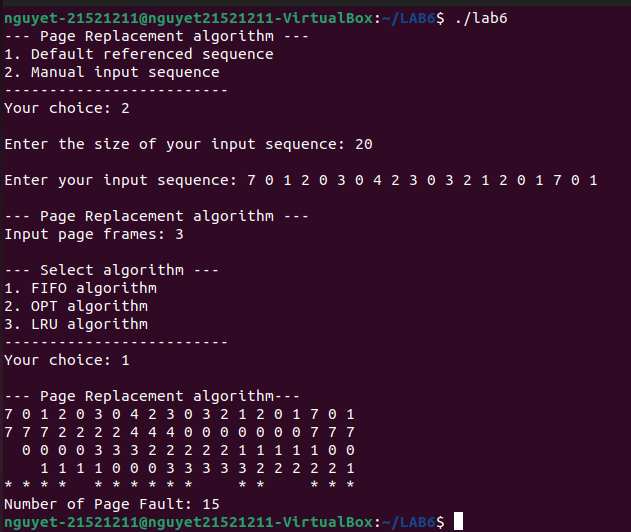 nguyet-21521211@nguyet21521211-VirtualBox:~/LAB6$ ./lab6
--- Page Replacement algorithm ---
1. Default referenced sequence
2. Manual input sequence
-------------------------
Your choice: 2

Enter the size of your input sequence: 20

Enter your input sequence: 7 0 1 2 0 3 0 4 2 3 0 3 2 1 2 0 1 7 0 1

--- Page Replacement algorithm ---
Input page frames: 3

--- Select algorithm ---
1. FIFO algorithm
2. OPT algorithm
3. LRU algorithm
-------------------------
Your choice: 1

--- Page Replacement algorithm---
7 0 1 2 0 3 0 4 2 3 0 3 2 1 2 0 1 7 0 1
7 7 7 2 2 2 2 4 4 4 0 0 0 0 0 0 0 7 7 7
  0 0 0 0 3 3 3 2 2 2 2 2 1 1 1 1 1 0 0
    1 1 1 1 0 0 0 3 3 3 3 3 2 2 2 2 2 1
* * * *   * * * * * *     * *     * * *
Number of Page Fault: 15
nguyet-21521211@nguyet21521211-VirtualBox:~/LAB6$